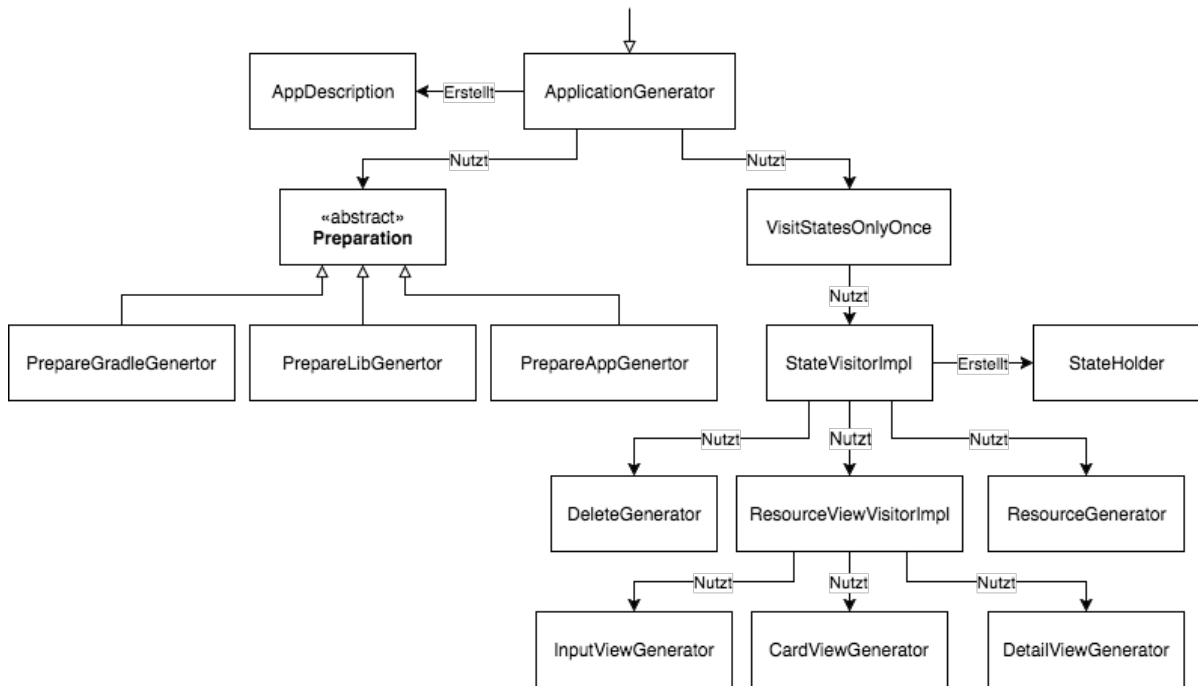 AppDescription
Erstellt
ApplicationGenerator
Nutzt
Nutzt
«abstract»
Preparation
VisitStatesOnlyOnce
Nutzt
PrepareGradleGenertor
PrepareLibGenertor
PrepareAppGenertor
StateVisitorImpl
Erstellt
StateHolder
Nutzt
Nutzt
Nutzt
DeleteGenerator
ResourceViewVisitorImpl
ResourceGenerator
Nutzt
Nutzt
Nutzt
InputViewGenerator
CardViewGenerator
DetailViewGenerator